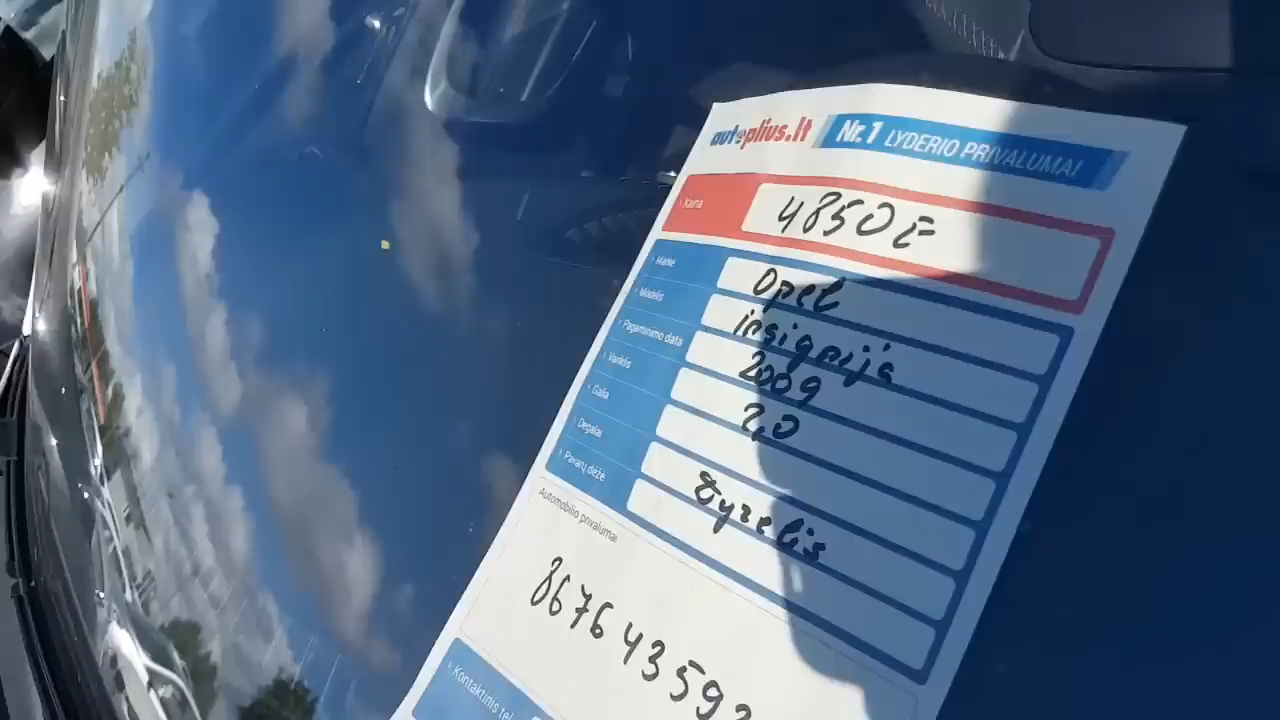 autoplius.lt Nr.1 LYDERIO PRIVALUMAI
Kaina 4850 €
Markė Opel
Modelis insignija
Pagaminimo data 2009
Variklis 2,0
Galia
Degalai Dyzelis
Pavarų dėžė
Automobilio privalumai
8676 4359
Kontaktinis tel